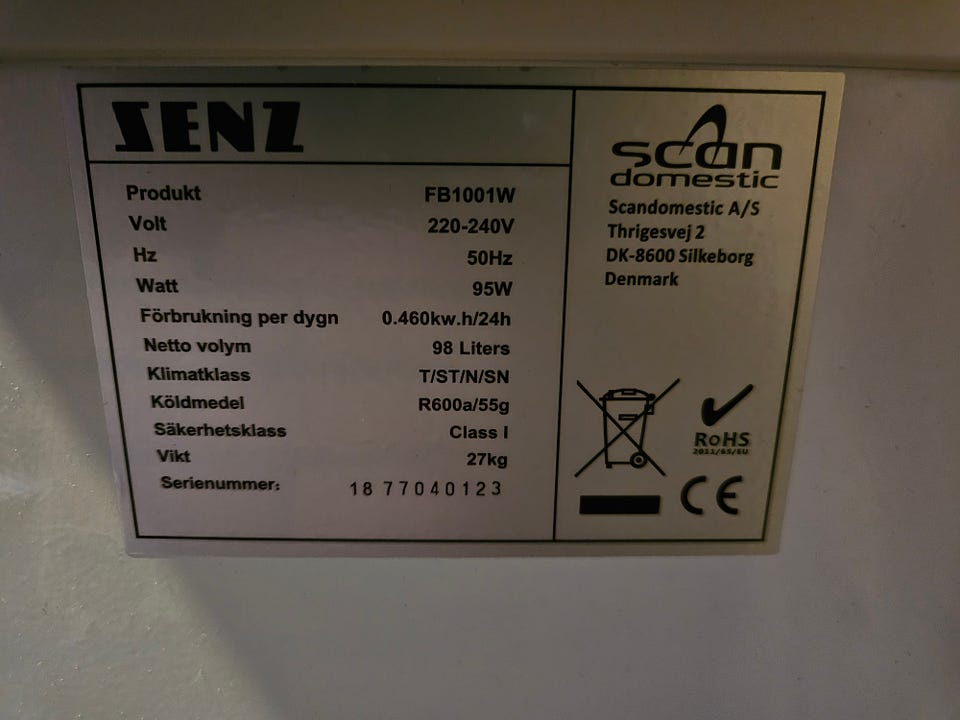 SENZ
Produkt FB1001W
Volt 220-240V
Hz 50Hz
Watt 95W
Förbrukning per dygn 0.460kw.h/24h
Netto volym 98 Liters
Klimatklass T/ST/N/SN
Köldmedel R600a/55g
Säkerhetsklass Class I
Vikt 27kg
Serienummer: 18 77040123
scan
domestic
Scandomestic A/S
Thrigesvej 2
DK-8600 Silkeborg
Denmark
RoHS
2011/65/EU
CE